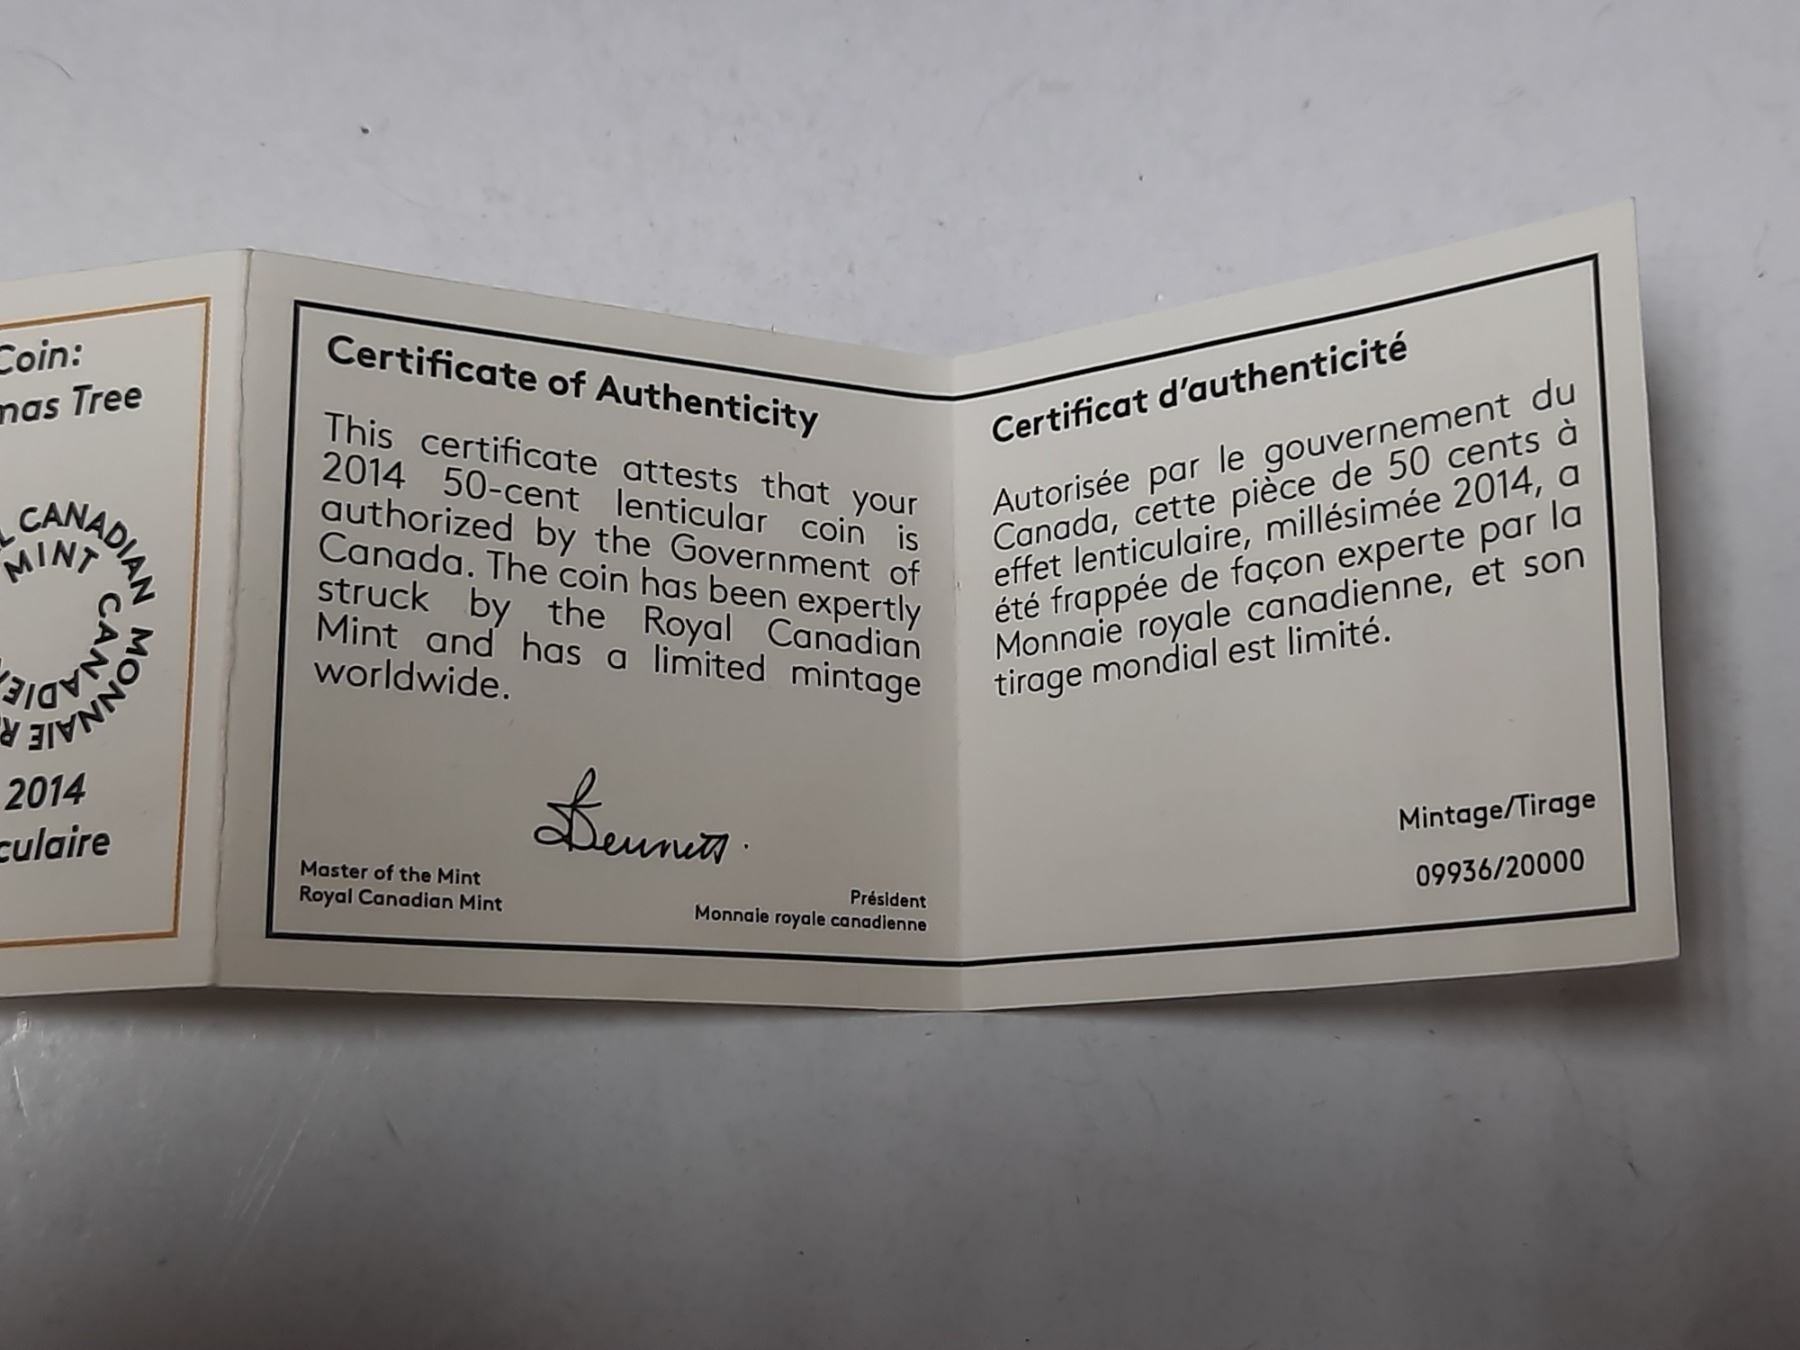 Coin:
mas Tree
CANADIAN
MINT
MONNAIE R
CANADIE
2014
culaire
Certificate of Authenticity
This certificate attests that your
2014 50-cent lenticular coin is
authorized by the Government of
Canada. The coin has been expertly
struck by the Royal Canadian
Mint and has a limited mintage
worldwide.
Bennett
Master of the Mint
Royal Canadian Mint
Président
Monnaie royale canadienne
Certificat d'authenticité
Autorisée par le gouvernement du
Canada, cette pièce de 50 cents à
effet lenticulaire, millésimée 2014, a
été frappée de façon experte par la
Monnaie royale canadienne, et son
tirage mondial est limité.
Mintage/Tirage
09936/20000